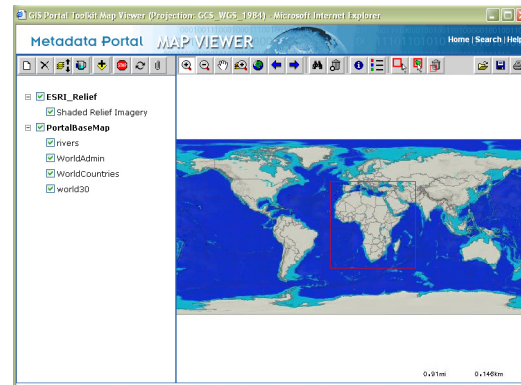 GIS Portal Toolkit Map Viewer (Projection: GCS_WGS_1984) - Microsoft Internet Explorer
Metadata Portal MAP VIEWER
Home | Search | Help
STOP
ESRI_Relief
Shaded Relief Imagery
PortalBaseMap
rivers
WorldAdmin
WorldCountries
world30
0.91mi 0.146km